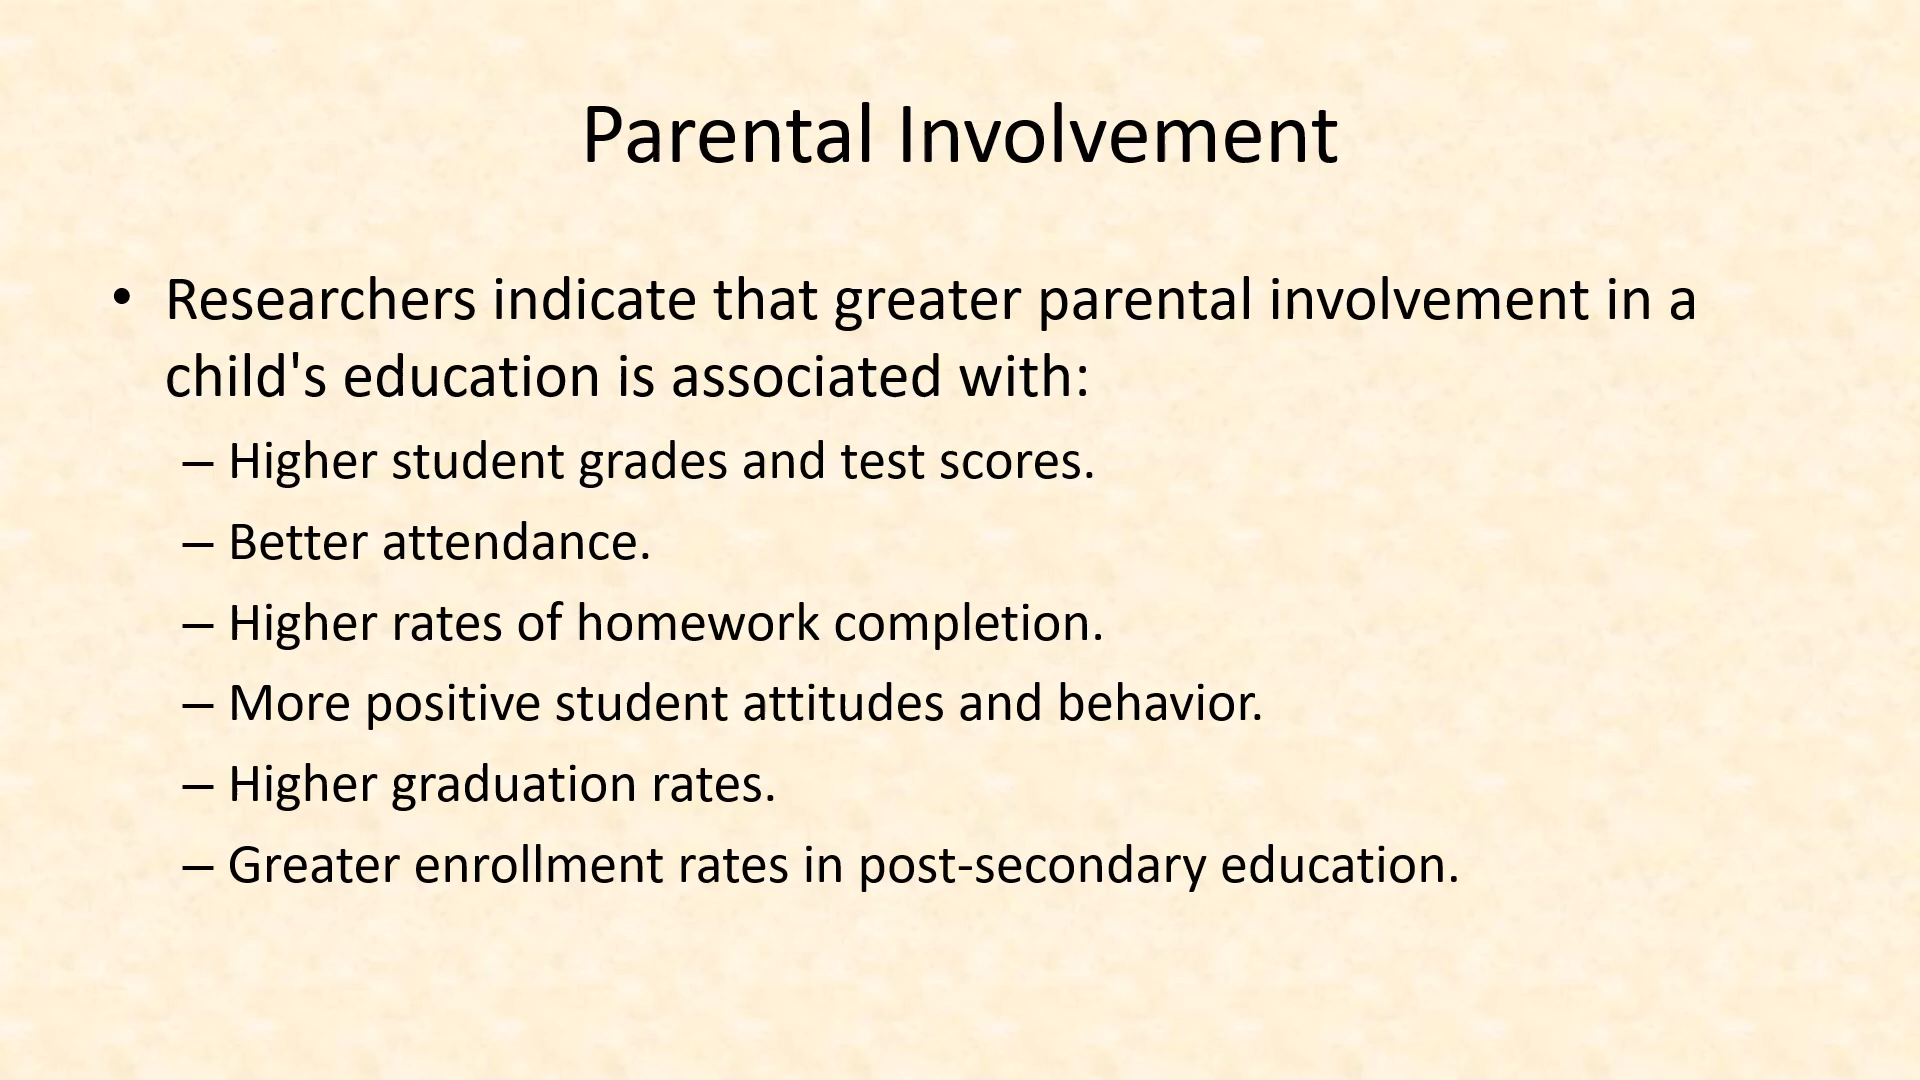 Parental Involvement
• Researchers indicate that greater parental involvement in a
child's education is associated with:
– Higher student grades and test scores.
– Better attendance.
– Higher rates of homework completion.
– More positive student attitudes and behavior.
– Higher graduation rates.
– Greater enrollment rates in post-secondary education.